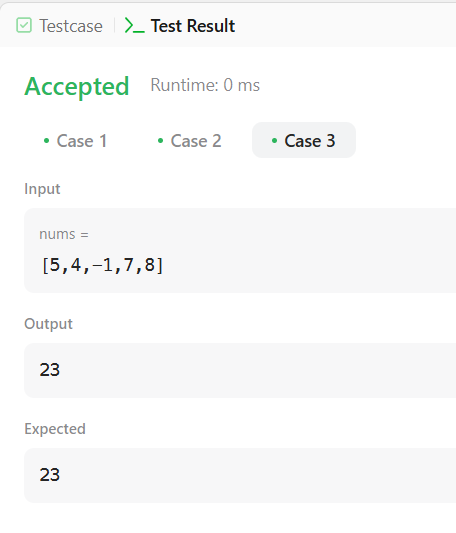 Testcase >_ Test Result
Accepted Runtime: 0 ms
• Case 1 • Case 2 • Case 3
Input
nums =
[5,4,-1,7,8]
Output
23
Expected
23